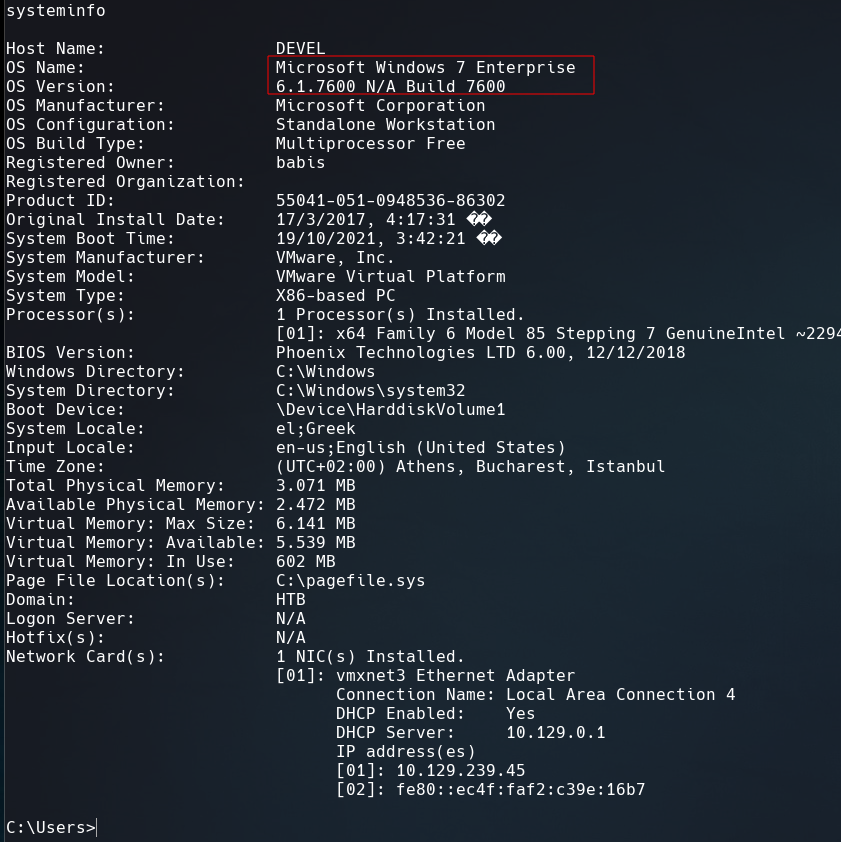 systeminfo
Host Name: DEVEL
OS Name: Microsoft Windows 7 Enterprise
OS Version: 6.1.7600 N/A Build 7600
OS Manufacturer: Microsoft Corporation
OS Configuration: Standalone Workstation
OS Build Type: Multiprocessor Free
Registered Owner: babis
Registered Organization:
Product ID: 55041-051-0948536-86302
Original Install Date: 17/3/2017, 4:17:31 ��
System Boot Time: 19/10/2021, 3:42:21 ��
System Manufacturer: VMware, Inc.
System Model: VMware Virtual Platform
System Type: X86-based PC
Processor(s): 1 Processor(s) Installed.
[01]: x64 Family 6 Model 85 Stepping 7 GenuineIntel ~2294
BIOS Version: Phoenix Technologies LTD 6.00, 12/12/2018
Windows Directory: C:\Windows
System Directory: C:\Windows\system32
Boot Device: \Device\HarddiskVolume1
System Locale: el;Greek
Input Locale: en-us;English (United States)
Time Zone: (UTC+02:00) Athens, Bucharest, Istanbul
Total Physical Memory: 3.071 MB
Available Physical Memory: 2.472 MB
Virtual Memory: Max Size: 6.141 MB
Virtual Memory: Available: 5.539 MB
Virtual Memory: In Use: 602 MB
Page File Location(s): C:\pagefile.sys
Domain: HTB
Logon Server: N/A
Hotfix(s): N/A
Network Card(s): 1 NIC(s) Installed.
[01]: vmxnet3 Ethernet Adapter
Connection Name: Local Area Connection 4
DHCP Enabled: Yes
DHCP Server: 10.129.0.1
IP address(es)
[01]: 10.129.239.45
[02]: fe80::ec4f:faf2:c39e:16b7
C:\Users>